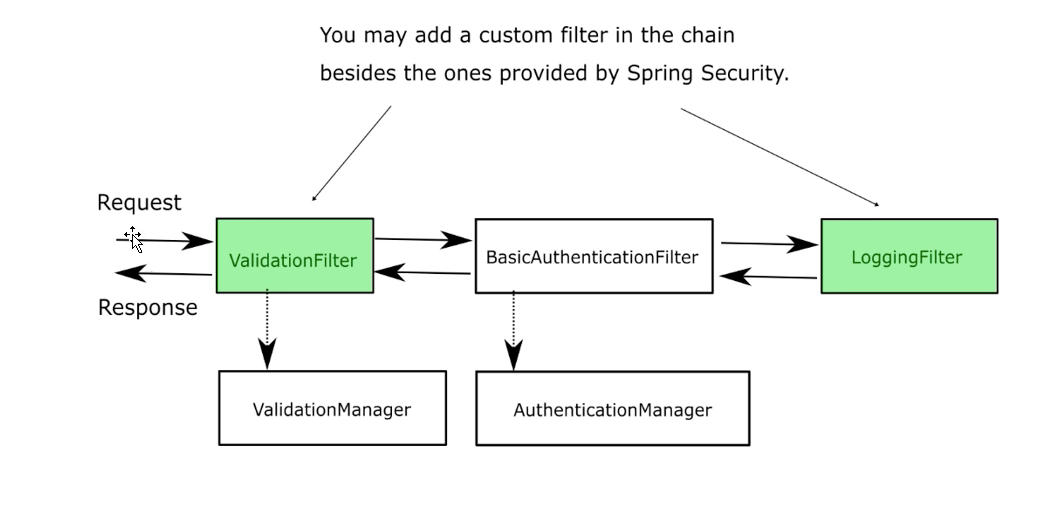 You may add a custom filter in the chain
besides the ones provided by Spring Security.
Request
ValidationFilter
BasicAuthenticationFilter
LoggingFilter
Response
ValidationManager
AuthenticationManager